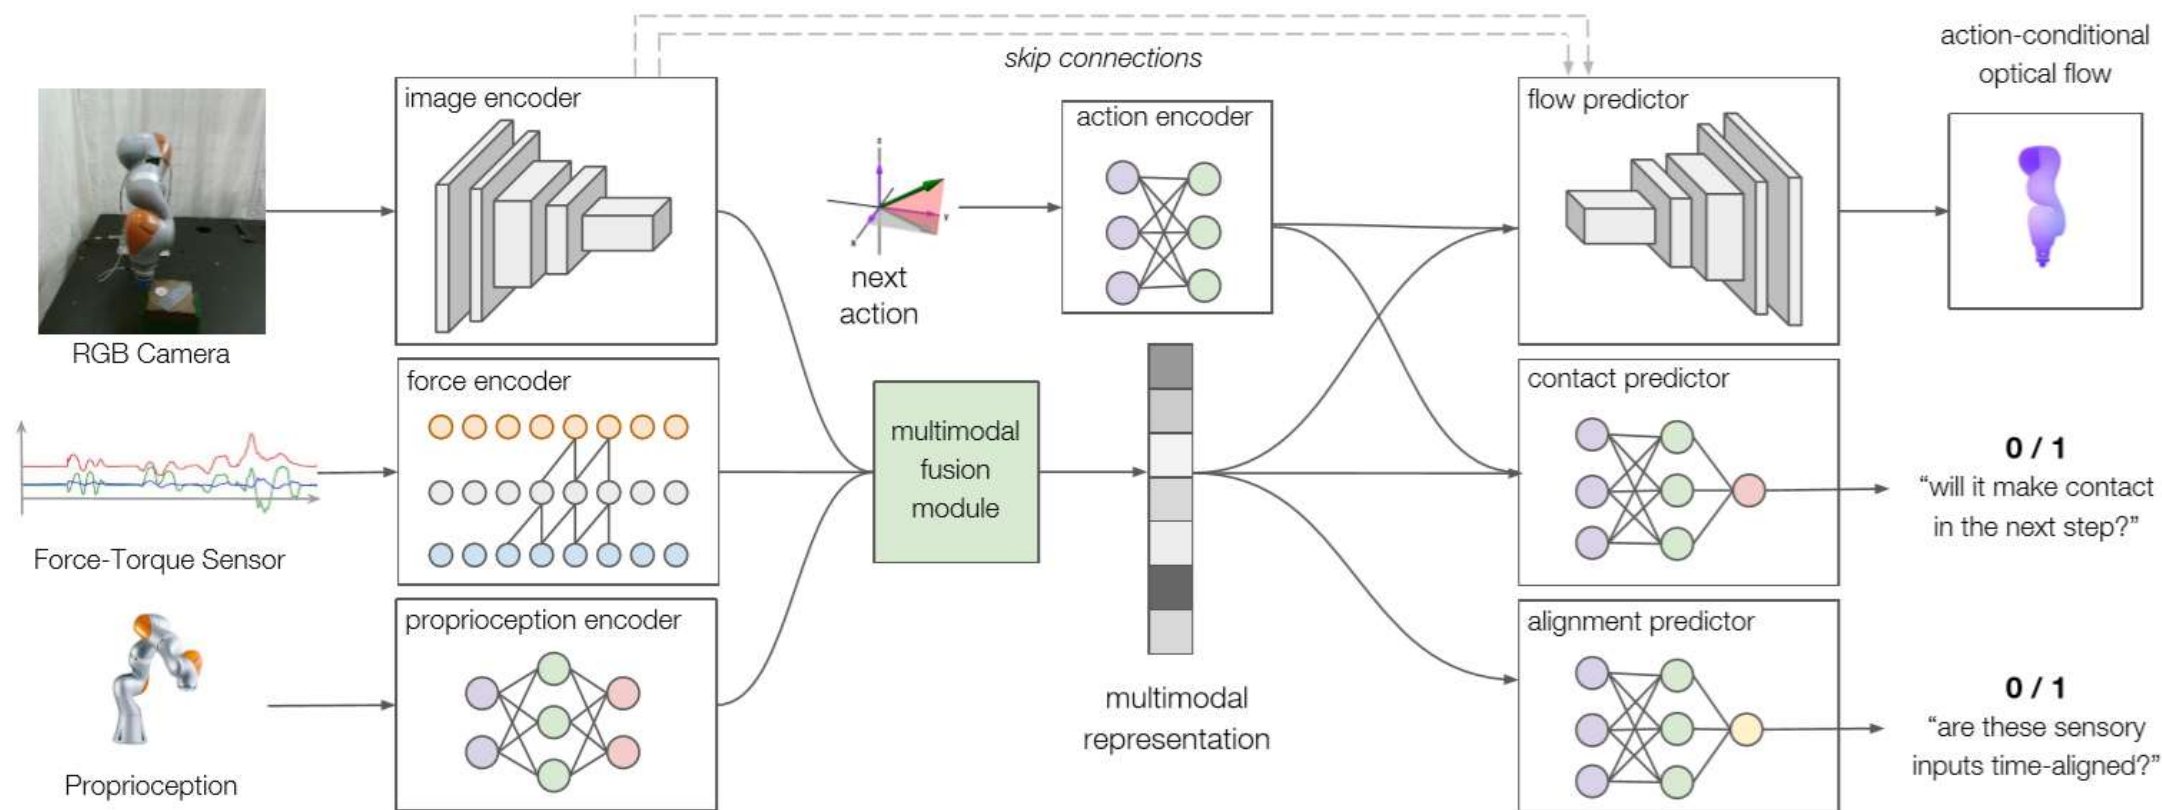 skip connections
action-conditional
optical flow
image encoder
action encoder
flow predictor
next
action
RGB Camera
force encoder
contact predictor
multimodal
fusion
module
0 / 1
“will it make contact
in the next step?”
Force-Torque Sensor
proprioception encoder
alignment predictor
multimodal
representation
0 / 1
“are these sensory
inputs time-aligned?”
Proprioception